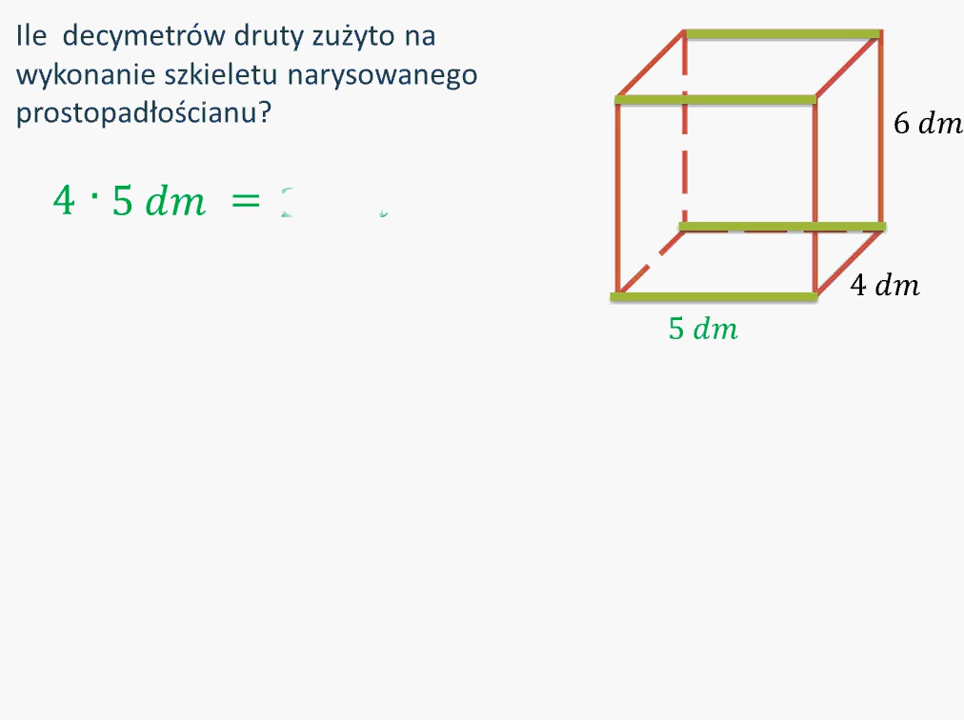 Ile decymetrów druty zużyto na
wykonanie szkieletu narysowanego
prostopadłościanu?
4 · 5 dm =
6 dm
4 dm
5 dm